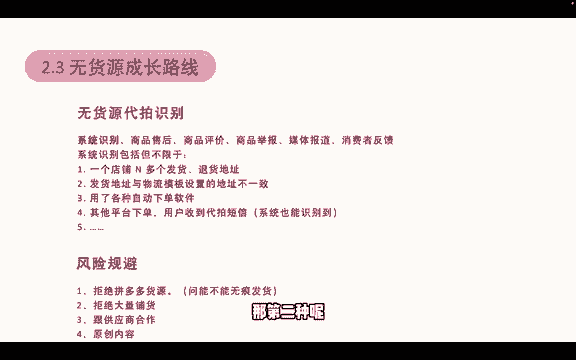 2.3 无货源成长路线
无货源代拍识别
系统识别、商品售后、商品评价、商品举报、媒体报道、消费者反馈
系统识别包括但不限于：
1. 一个店铺 N 多个发货、退货地址
2. 发货地址与物流模板设置的地址不一致
3. 用了各种自动下单软件
4. 其他平台下单，用户收到代拍短信（系统也能识别到）
5. ……
风险规避
1、拒绝拼多多货源。（问能不能无痕发货）
2、拒绝大量铺货
3、跟供应商合作
4、原创内容
那第二种呢